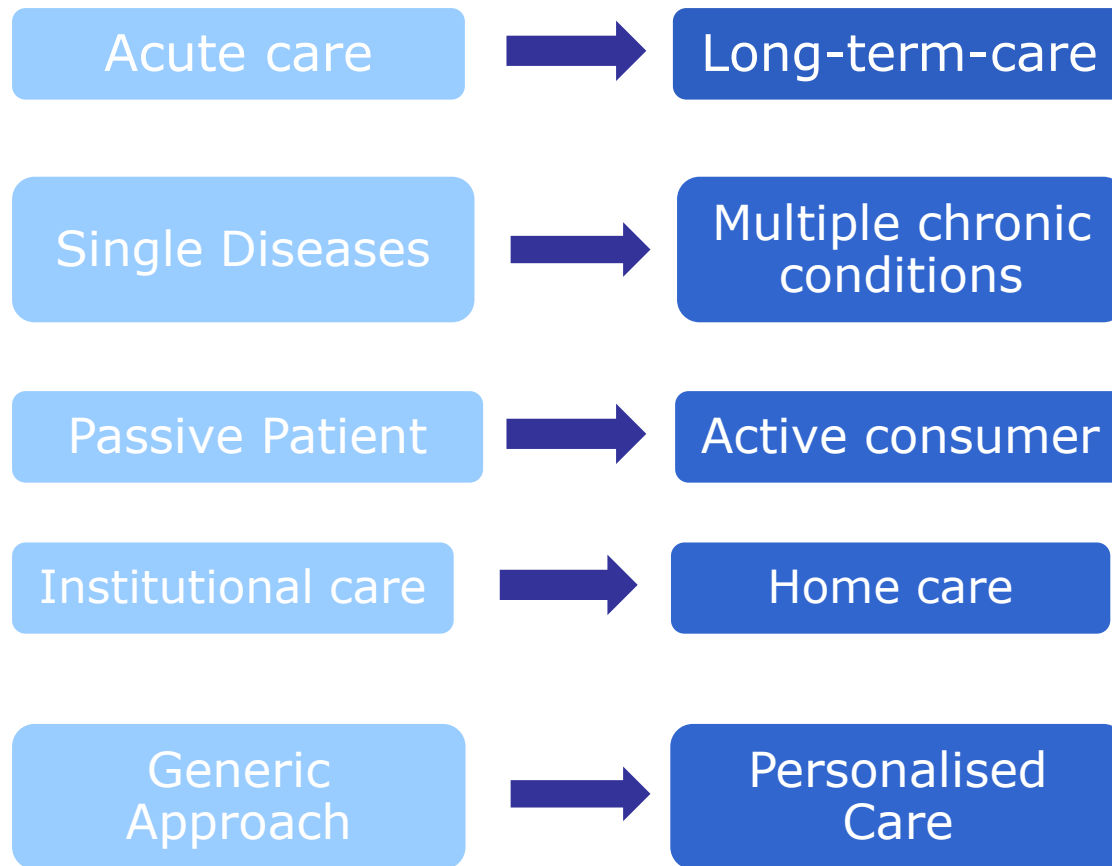 Acute care
Long-term-care
Single Diseases
Multiple chronic
conditions
Passive Patient
Active consumer
Institutional care
Home care
Generic
Approach
Personalised
Care